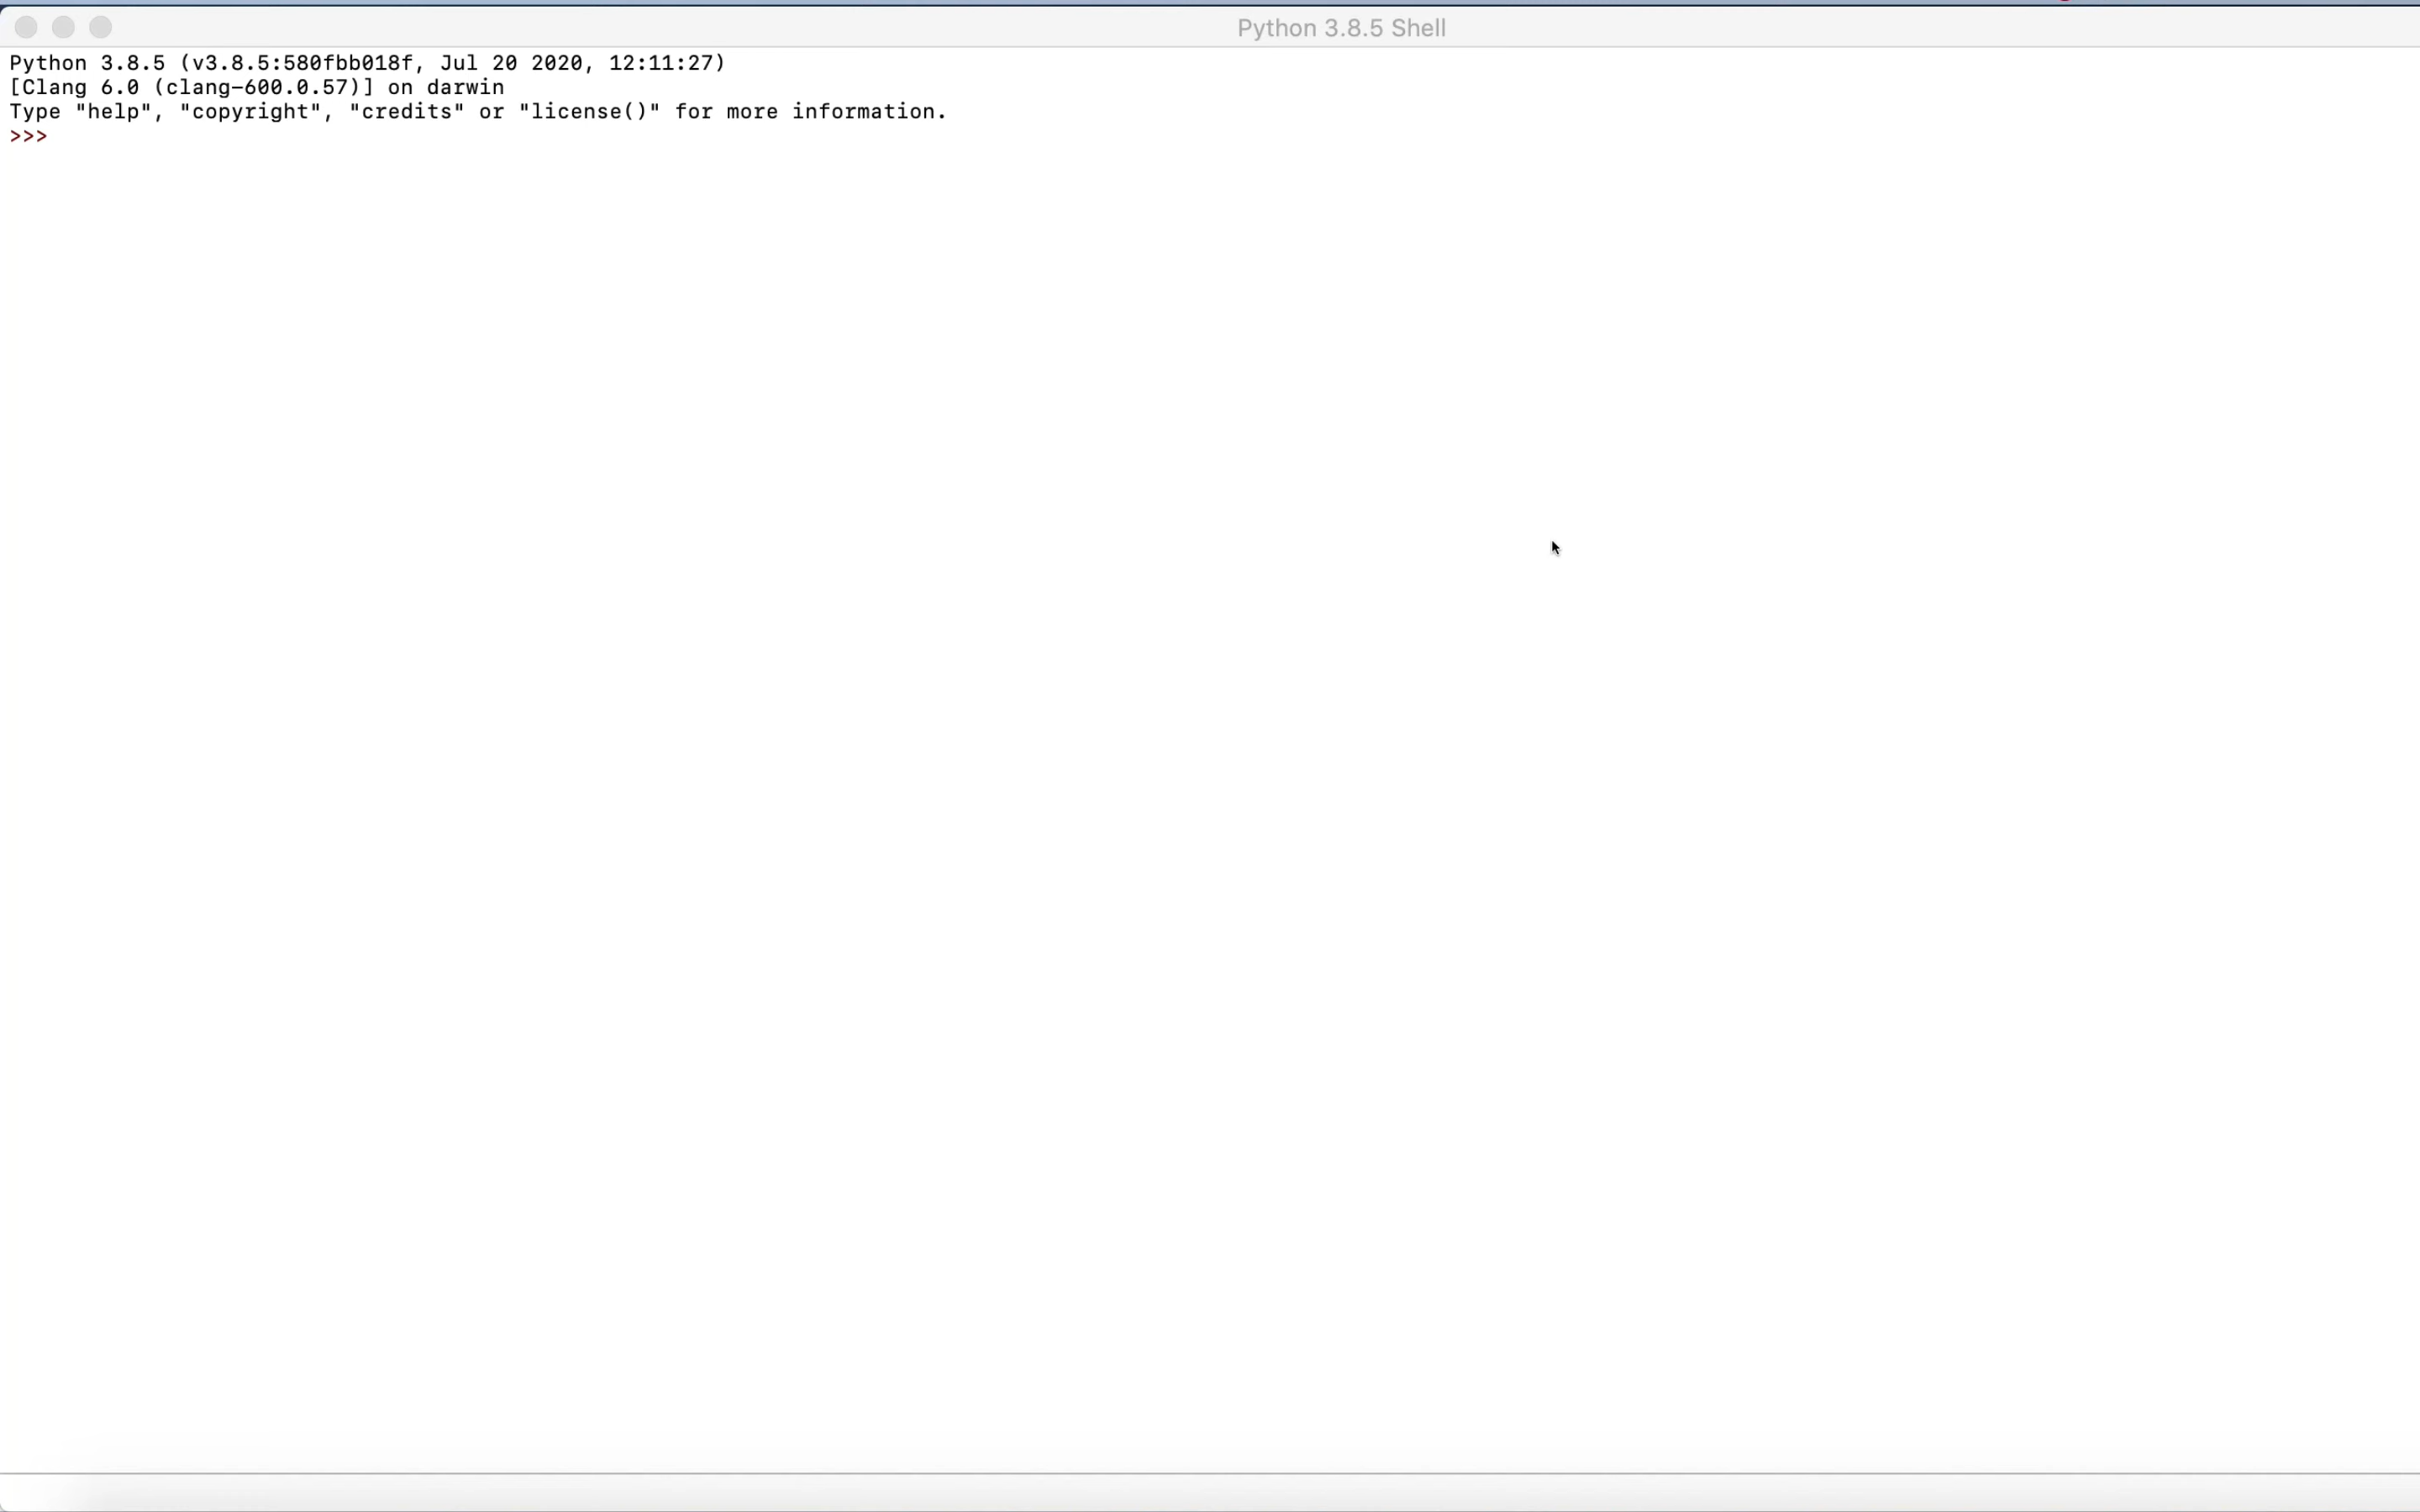 Python 3.8.5 Shell
Python 3.8.5 (v3.8.5:580fbb018f, Jul 20 2020, 12:11:27)
[Clang 6.0 (clang-600.0.57)] on darwin
Type "help", "copyright", "credits" or "license()" for more information.
>>>